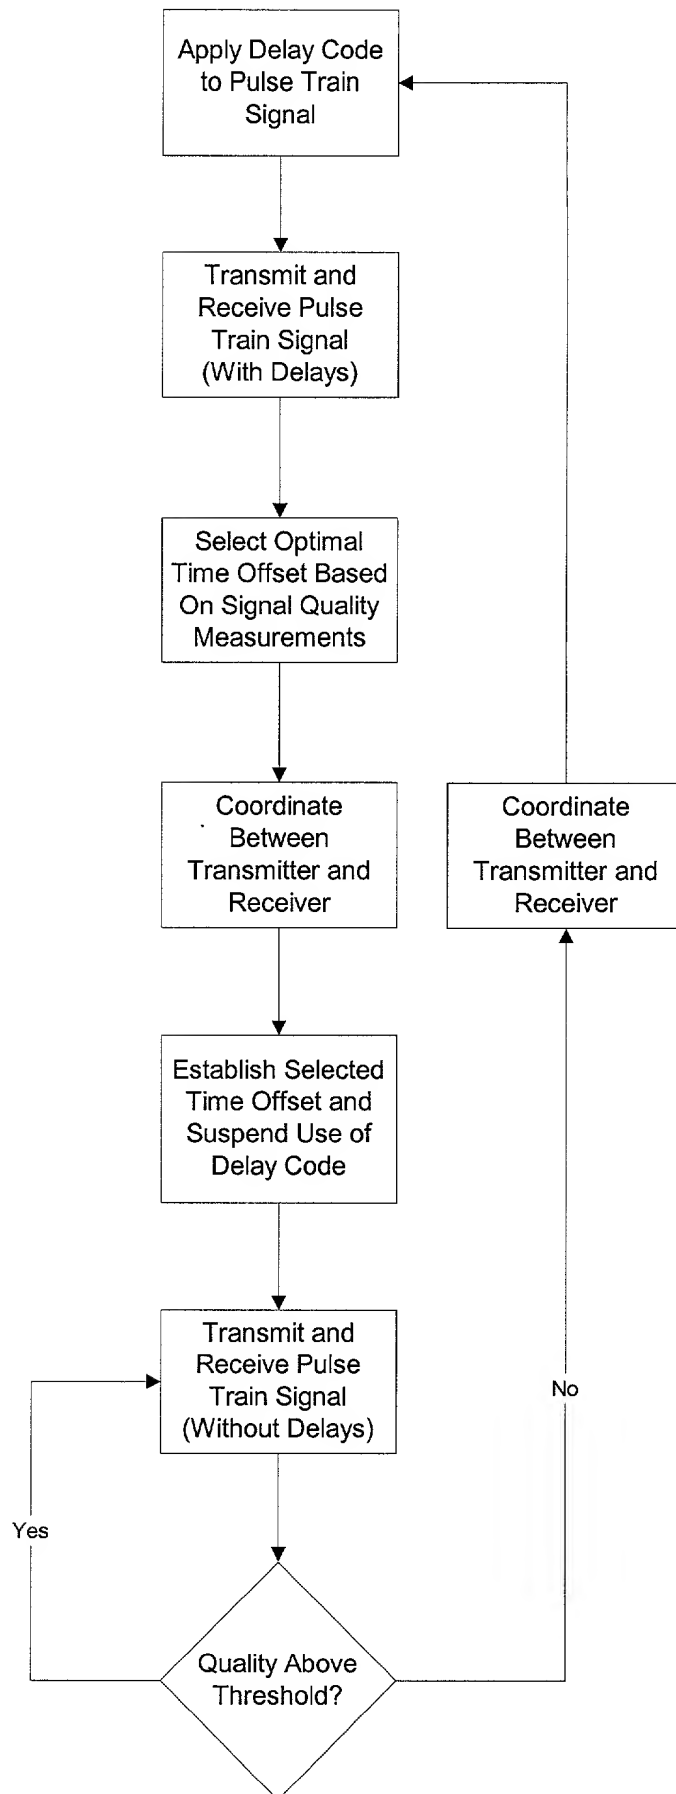 Apply Delay Code
to Pulse Train
Signal
Transmit and
Receive Pulse
Train Signal
(With Delays)
Select Optimal
Time Offset Based
On Signal Quality
Measurements
Coordinate
Between
Transmitter and
Receiver
Coordinate
Between
Transmitter and
Receiver
Establish Selected
Time Offset and
Suspend Use of
Delay Code
Transmit and
Receive Pulse
Train Signal
(Without Delays)
No
Yes
Quality Above
Threshold?